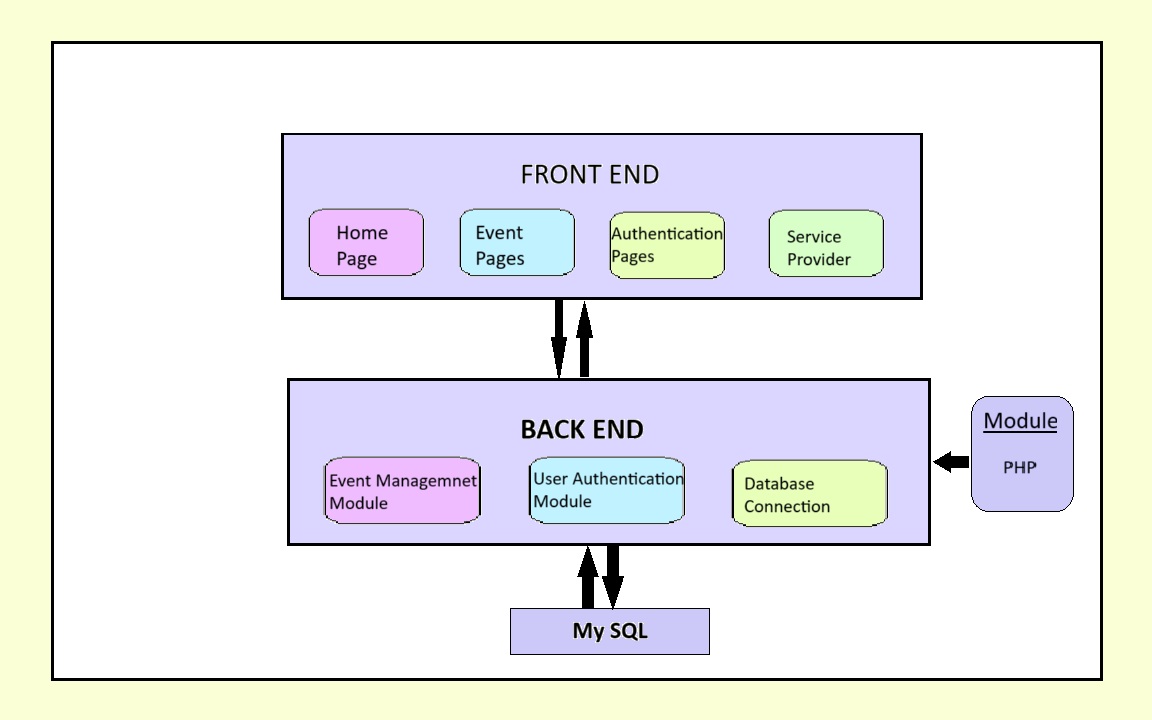 FRONT END
Home
Page
Event
Pages
Authentication
Pages
Service
Provider
BACK END
Event Managemnet
Module
User Authentication
Module
Database
Connection
Module
PHP
My SQL